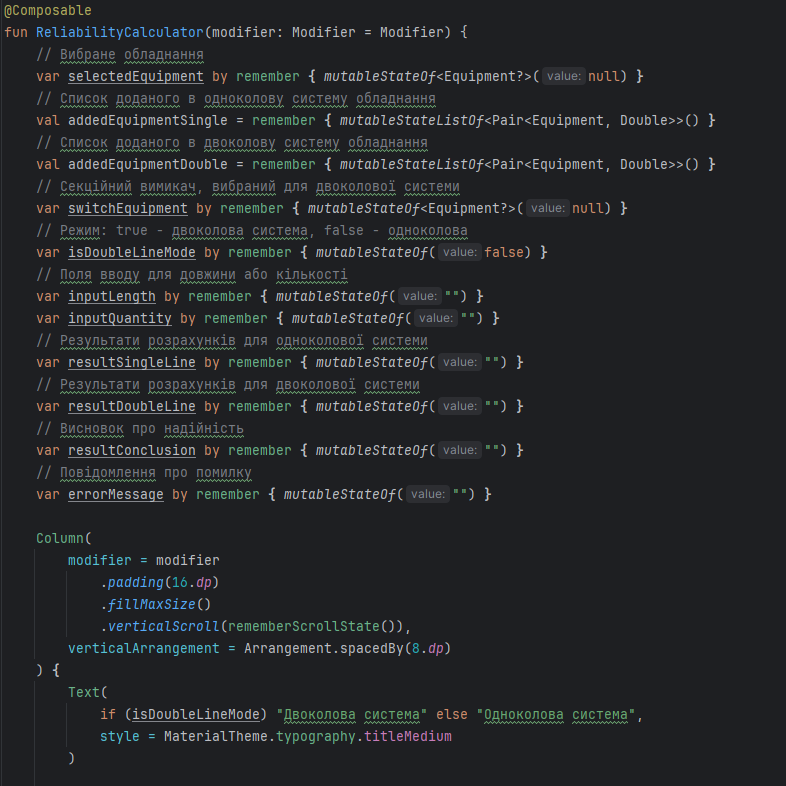 @Composable
fun ReliabilityCalculator(modifier: Modifier = Modifier) {
// Вибране обладнання
var selectedEquipment by remember { mutableStateOf<Equipment?>( value: null) }
// Список доданого в одноколову систему обладнання
val addedEquipmentSingle = remember { mutableStateListOf<Pair<Equipment, Double>>() }
// Список доданого в двоколову систему обладнання
val addedEquipmentDouble = remember { mutableStateListOf<Pair<Equipment, Double>>() }
// Секційний вимикач, вибраний для двоколової системи
var switchEquipment by remember { mutableStateOf<Equipment?>( value: null) }
// Режим: true - двоколова система, false - одноколова
var isDoubleLineMode by remember { mutableStateOf( value: false) }
// Поля вводу для довжини або кількості
var inputLength by remember { mutableStateOf( value: "") }
var inputQuantity by remember { mutableStateOf( value: "") }
// Результати розрахунків для одноколової системи
var resultSingleLine by remember { mutableStateOf( value: "") }
// Результати розрахунків для двоколової системи
var resultDoubleLine by remember { mutableStateOf( value: "") }
// Висновок про надійність
var resultConclusion by remember { mutableStateOf( value: "") }
// Повідомлення про помилку
var errorMessage by remember { mutableStateOf( value: "") }
Column(
modifier = modifier
.padding(16.dp)
.fillMaxSize()
.verticalScroll(rememberScrollState()),
verticalArrangement = Arrangement.spacedBy(8.dp)
) {
Text(
if (isDoubleLineMode) "Двоколова система" else "Одноколова система",
style = MaterialTheme.typography.titleMedium
)